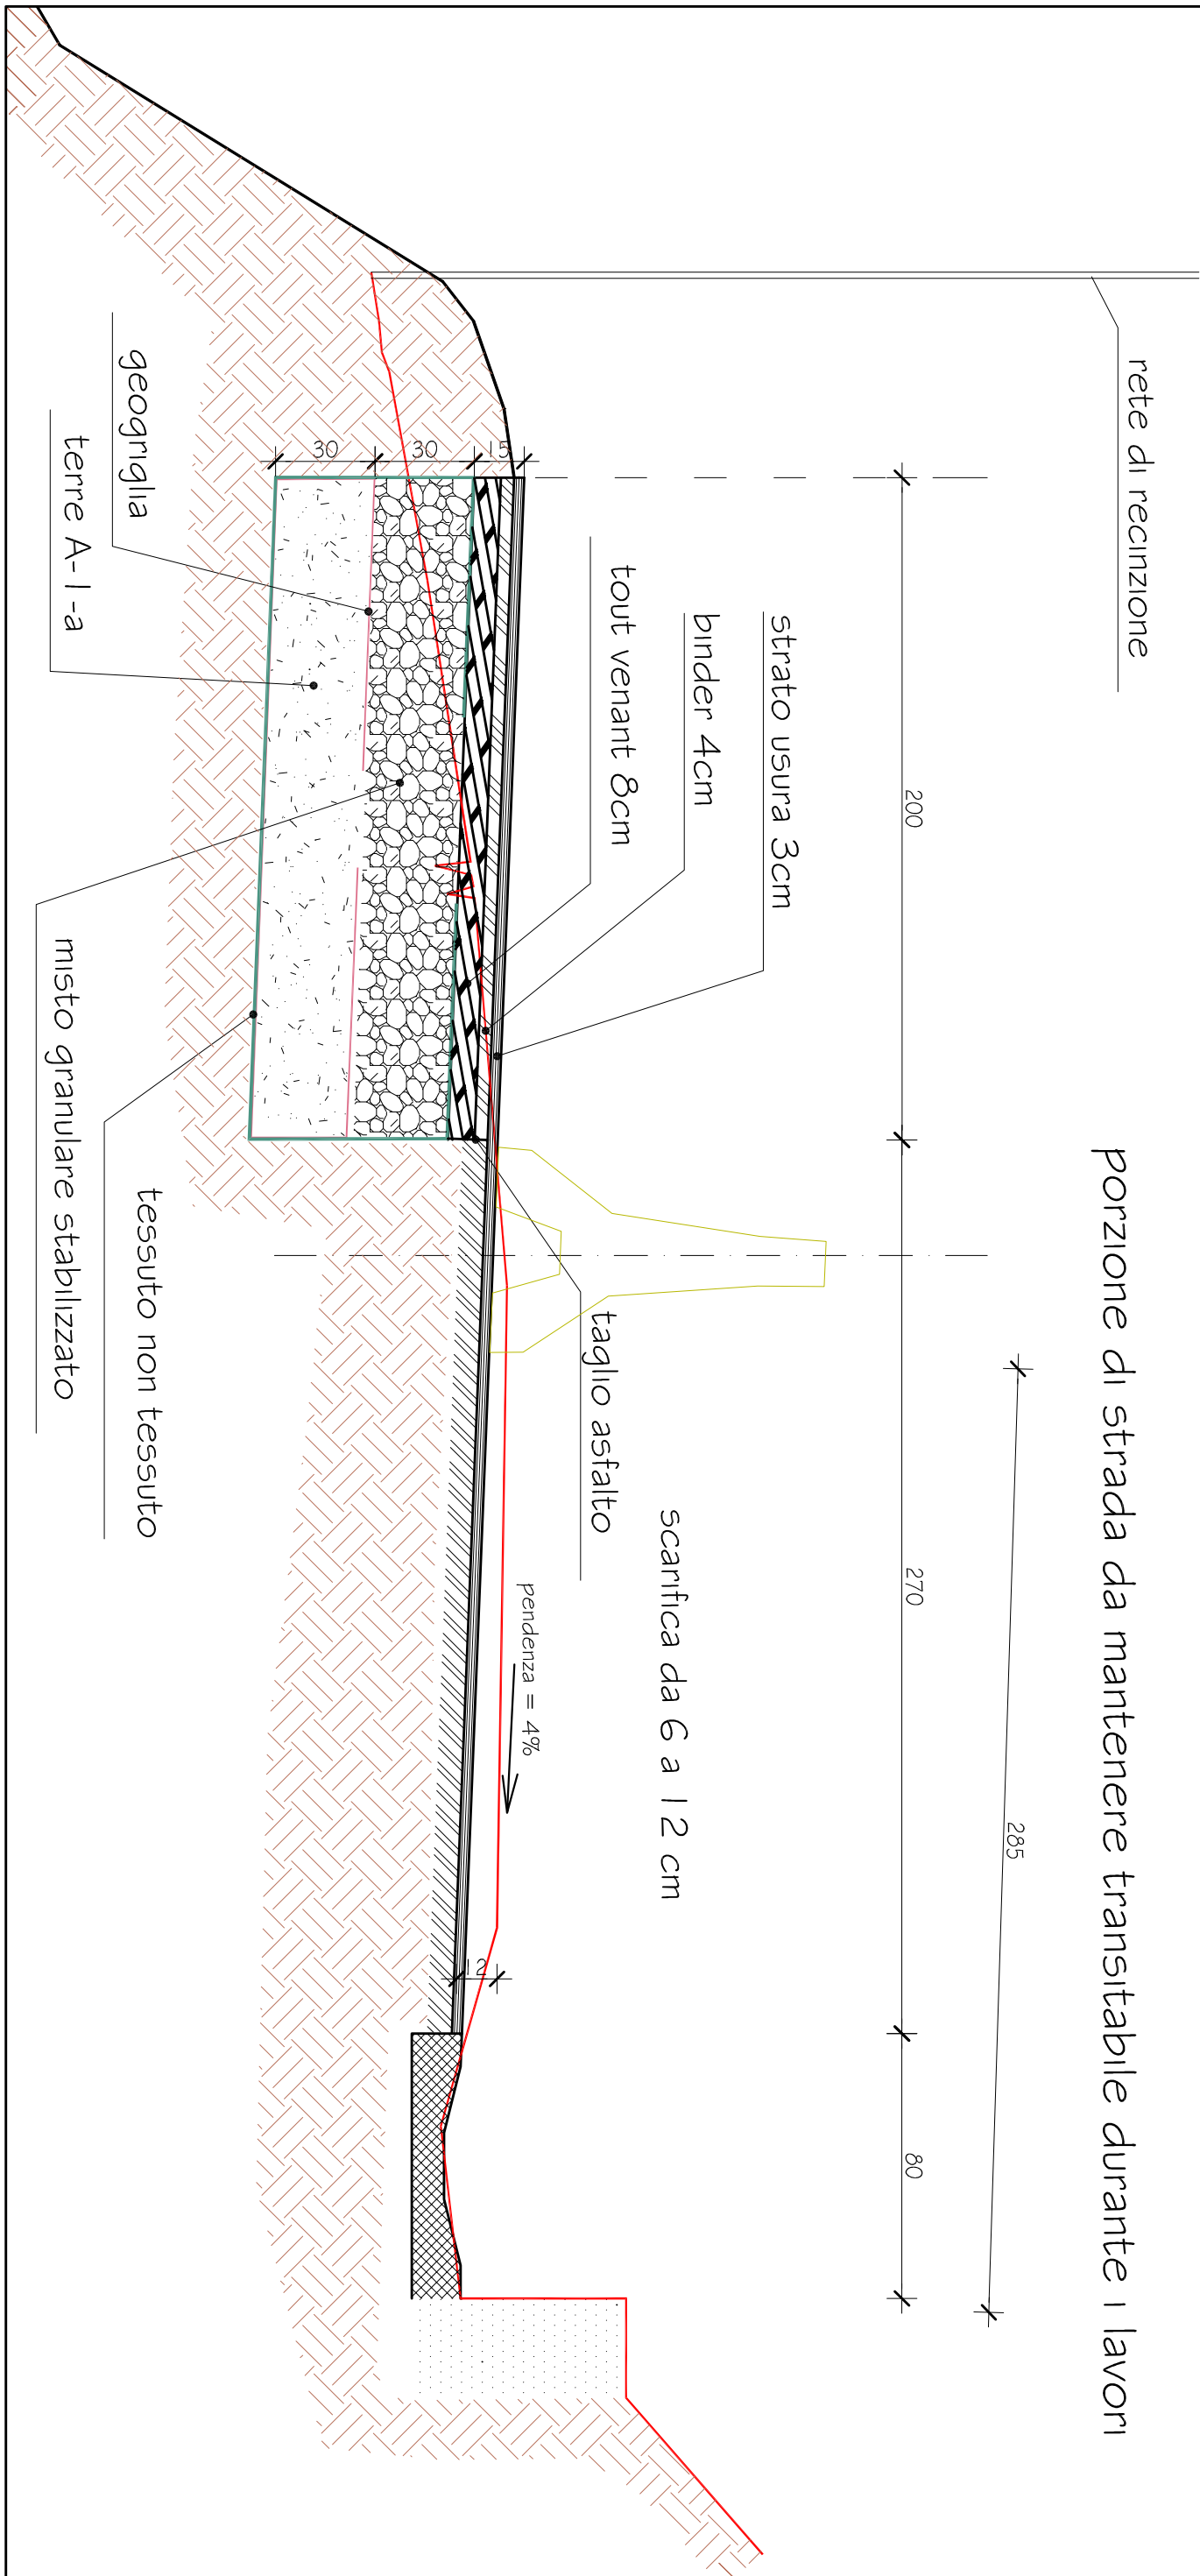 porzione di strada da mantenere transitabile durante i lavori
rete di recinzione
285
200
270
80
strato usura 3cm
binder 4cm
tout venant 8cm
scarifica da 6 a 12 cm
taglio asfalto
pendenza = 4%
15
30
30
12
geogriglia
terre A-1-a
tessuto non tessuto
misto granulare stabilizzato